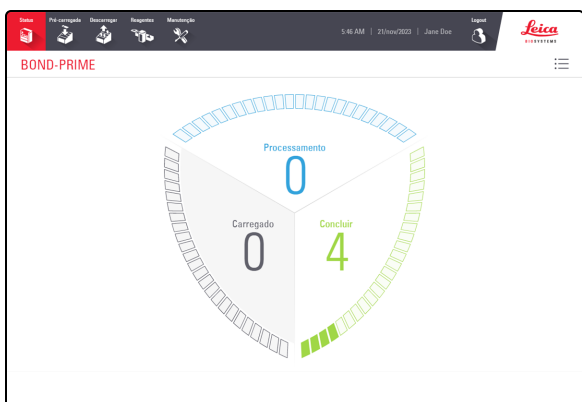 Status Pré-carregada Descarregar Reagentes Manutenção
5:46 AM | 21/nov/2023 | Jane Doe
Logout
Leica
BIOSYSTEMS
BOND-PRIME
Processamento
0
Carregado
0
Concluir
4